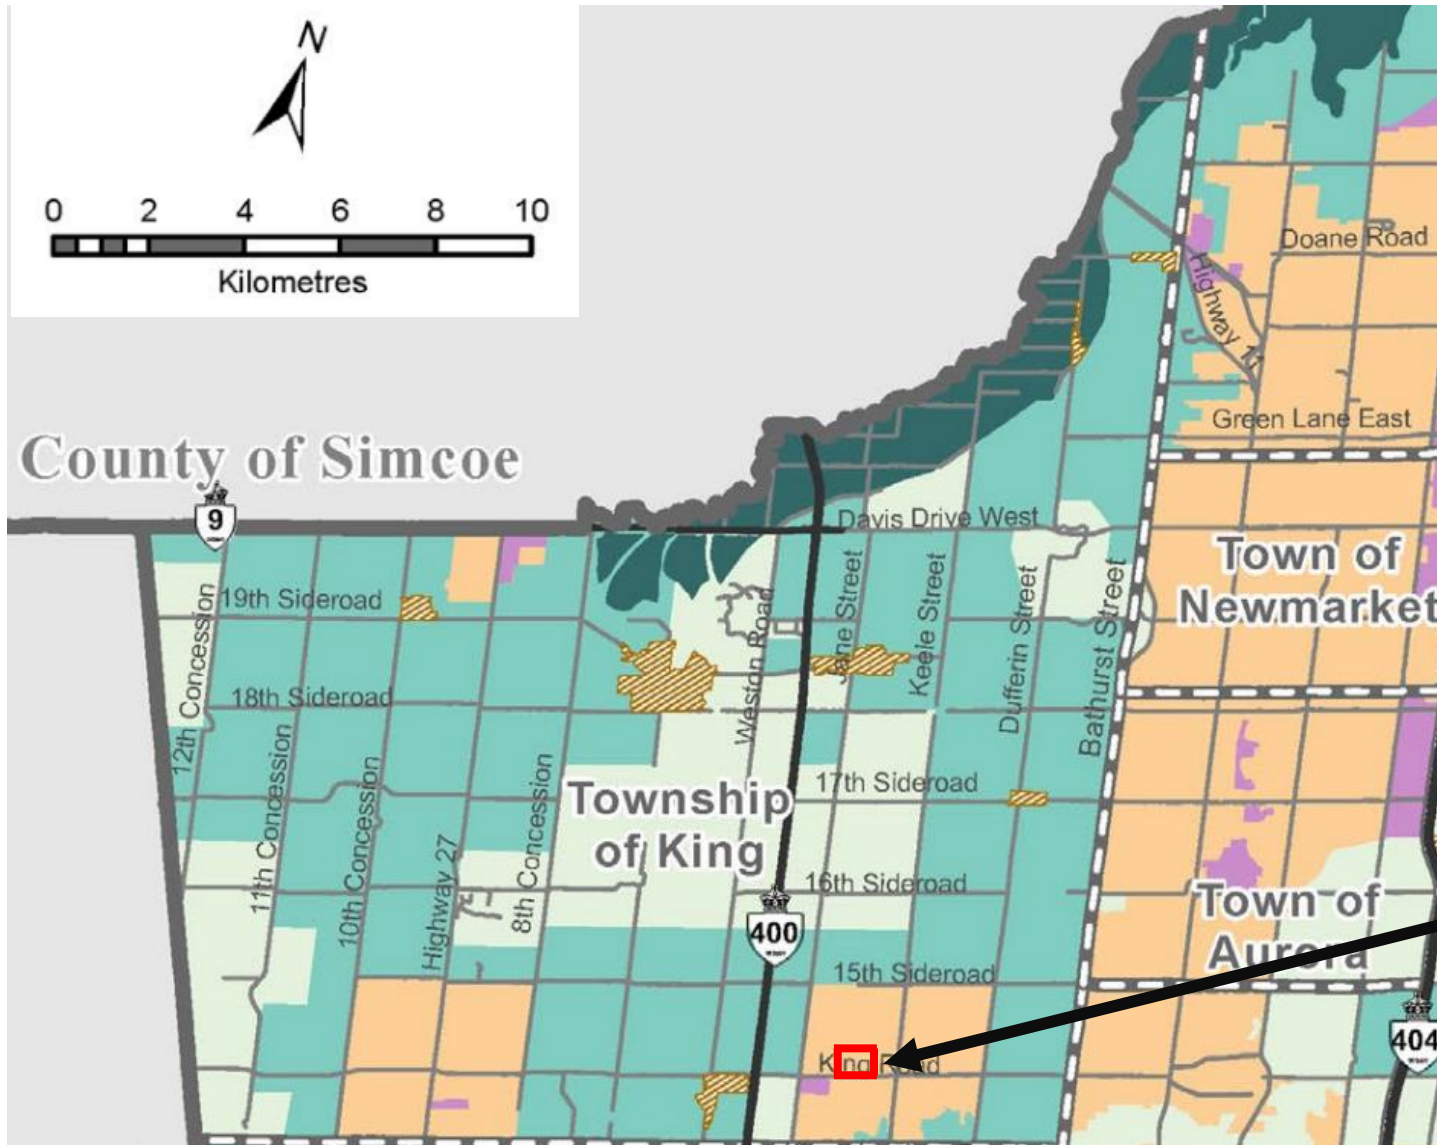 N
0 2 4 6 8 10
Kilometres
Doane Road
Highway 11
Green Lane East
County of Simcoe
9
Davis Drive West
Town of
Newmarket
19th Sideroad
12th Concession
Weston Road
Jane Street
Keele Street
Dufferin Street
Bathurst Street
18th Sideroad
11th Concession
10th Concession
Highway 27
8th Concession
17th Sideroad
Township
of King
16th Sideroad
Town of
Aurora
400
15th Sideroad
King Road
404